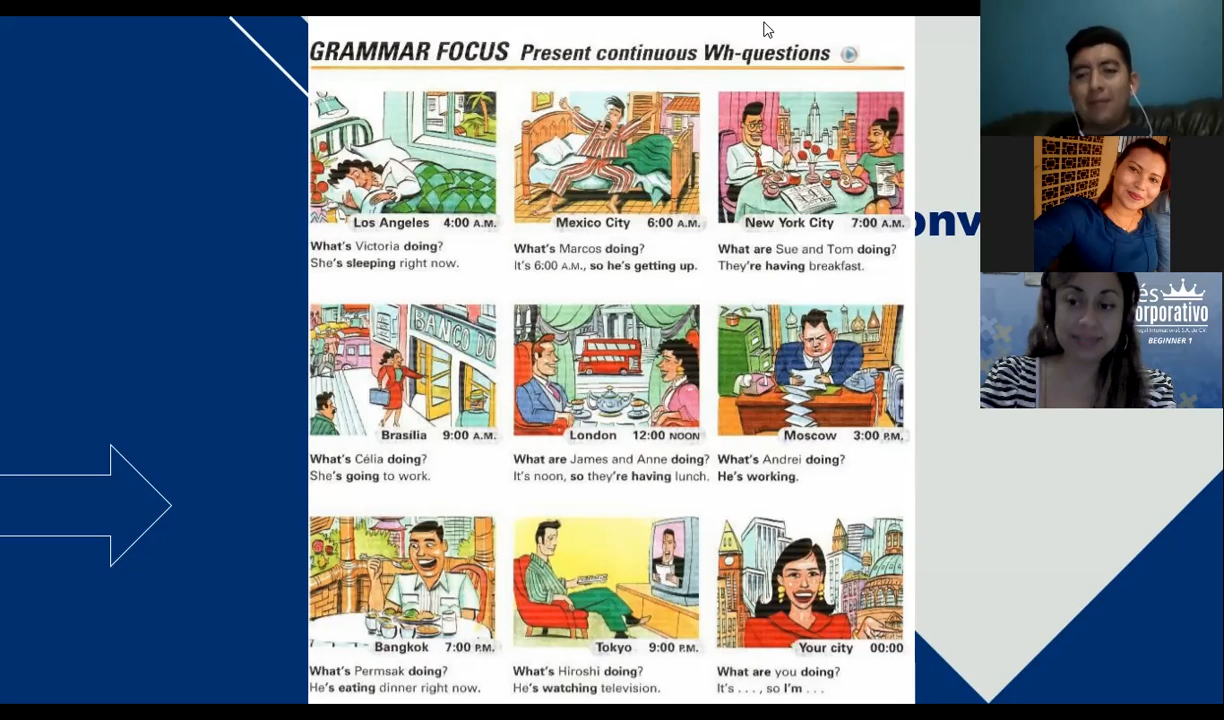 GRAMMAR FOCUS Present continuous Wh-questions
Los Angeles 4:00 A.M.
What's Victoria doing?
She's sleeping right now.
Mexico City 6:00 A.M.
What's Marcos doing?
It's 6:00 A.M., so he's getting up.
New York City 7:00 A.M.
What are Sue and Tom doing?
They're having breakfast.
BANCO DO
Brasília 9:00 A.M.
What's Célia doing?
She's going to work.
London 12:00 NOON
What are James and Anne doing?
It's noon, so they're having lunch.
Moscow 3:00 P.M.
What's Andrei doing?
He's working.
Bangkok 7:00 P.M.
What's Permsak doing?
He's eating dinner right now.
Tokyo 9:00 P.M.
What's Hiroshi doing?
He's watching television.
Your city 00:00
What are you doing?
It's . . . , so I'm . . .
onv
és
orporativo
BEGINNER 1